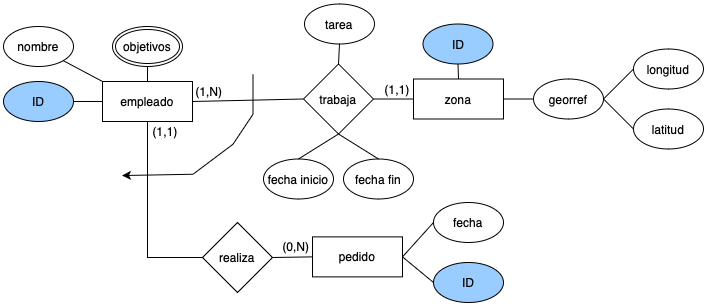 tarea
nombre
objetivos
ID
longitud
ID
empleado
(1,N)
trabaja
(1,1)
zona
georref
(1,1)
latitud
fecha inicio
fecha fin
fecha
realiza
(0,N)
pedido
ID